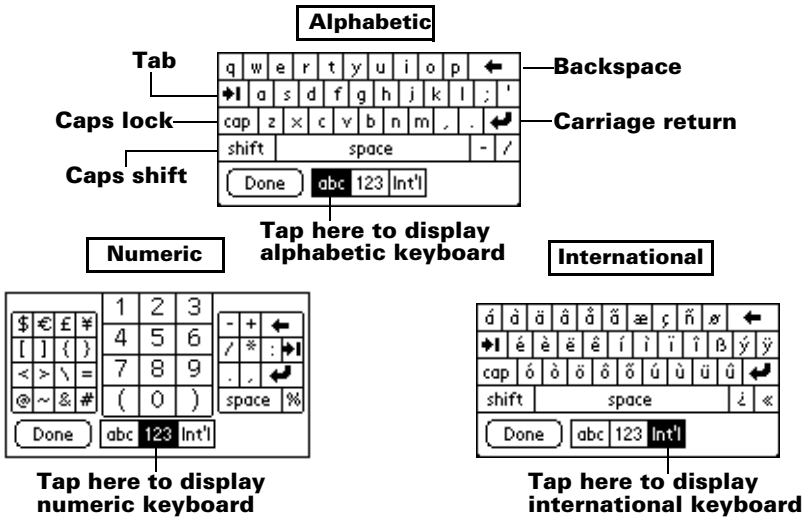 Alphabetic
Tab
Backspace
Caps lock
Carriage return
Caps shift
q w e r t y u i o p
a s d f g h j k l ; '
cap z x c v b n m , .
shift space - /
Done abc 123 Int'l
Tap here to display
alphabetic keyboard
Numeric
1 2 3
$ € £ ¥ - +
4 5 6
[ ] { } / * :
7 8 9
< > \ = . ,
( 0 )
@ ~ & # space %
Done abc 123 Int'l
Tap here to display
numeric keyboard
International
á à ä â å ã æ ç ñ ø
é è ë ê í ì ï î ß ý ÿ
cap ó ò ö ô õ ú ù ü û
shift space ¿ «
Done abc 123 Int'l
Tap here to display
international keyboard